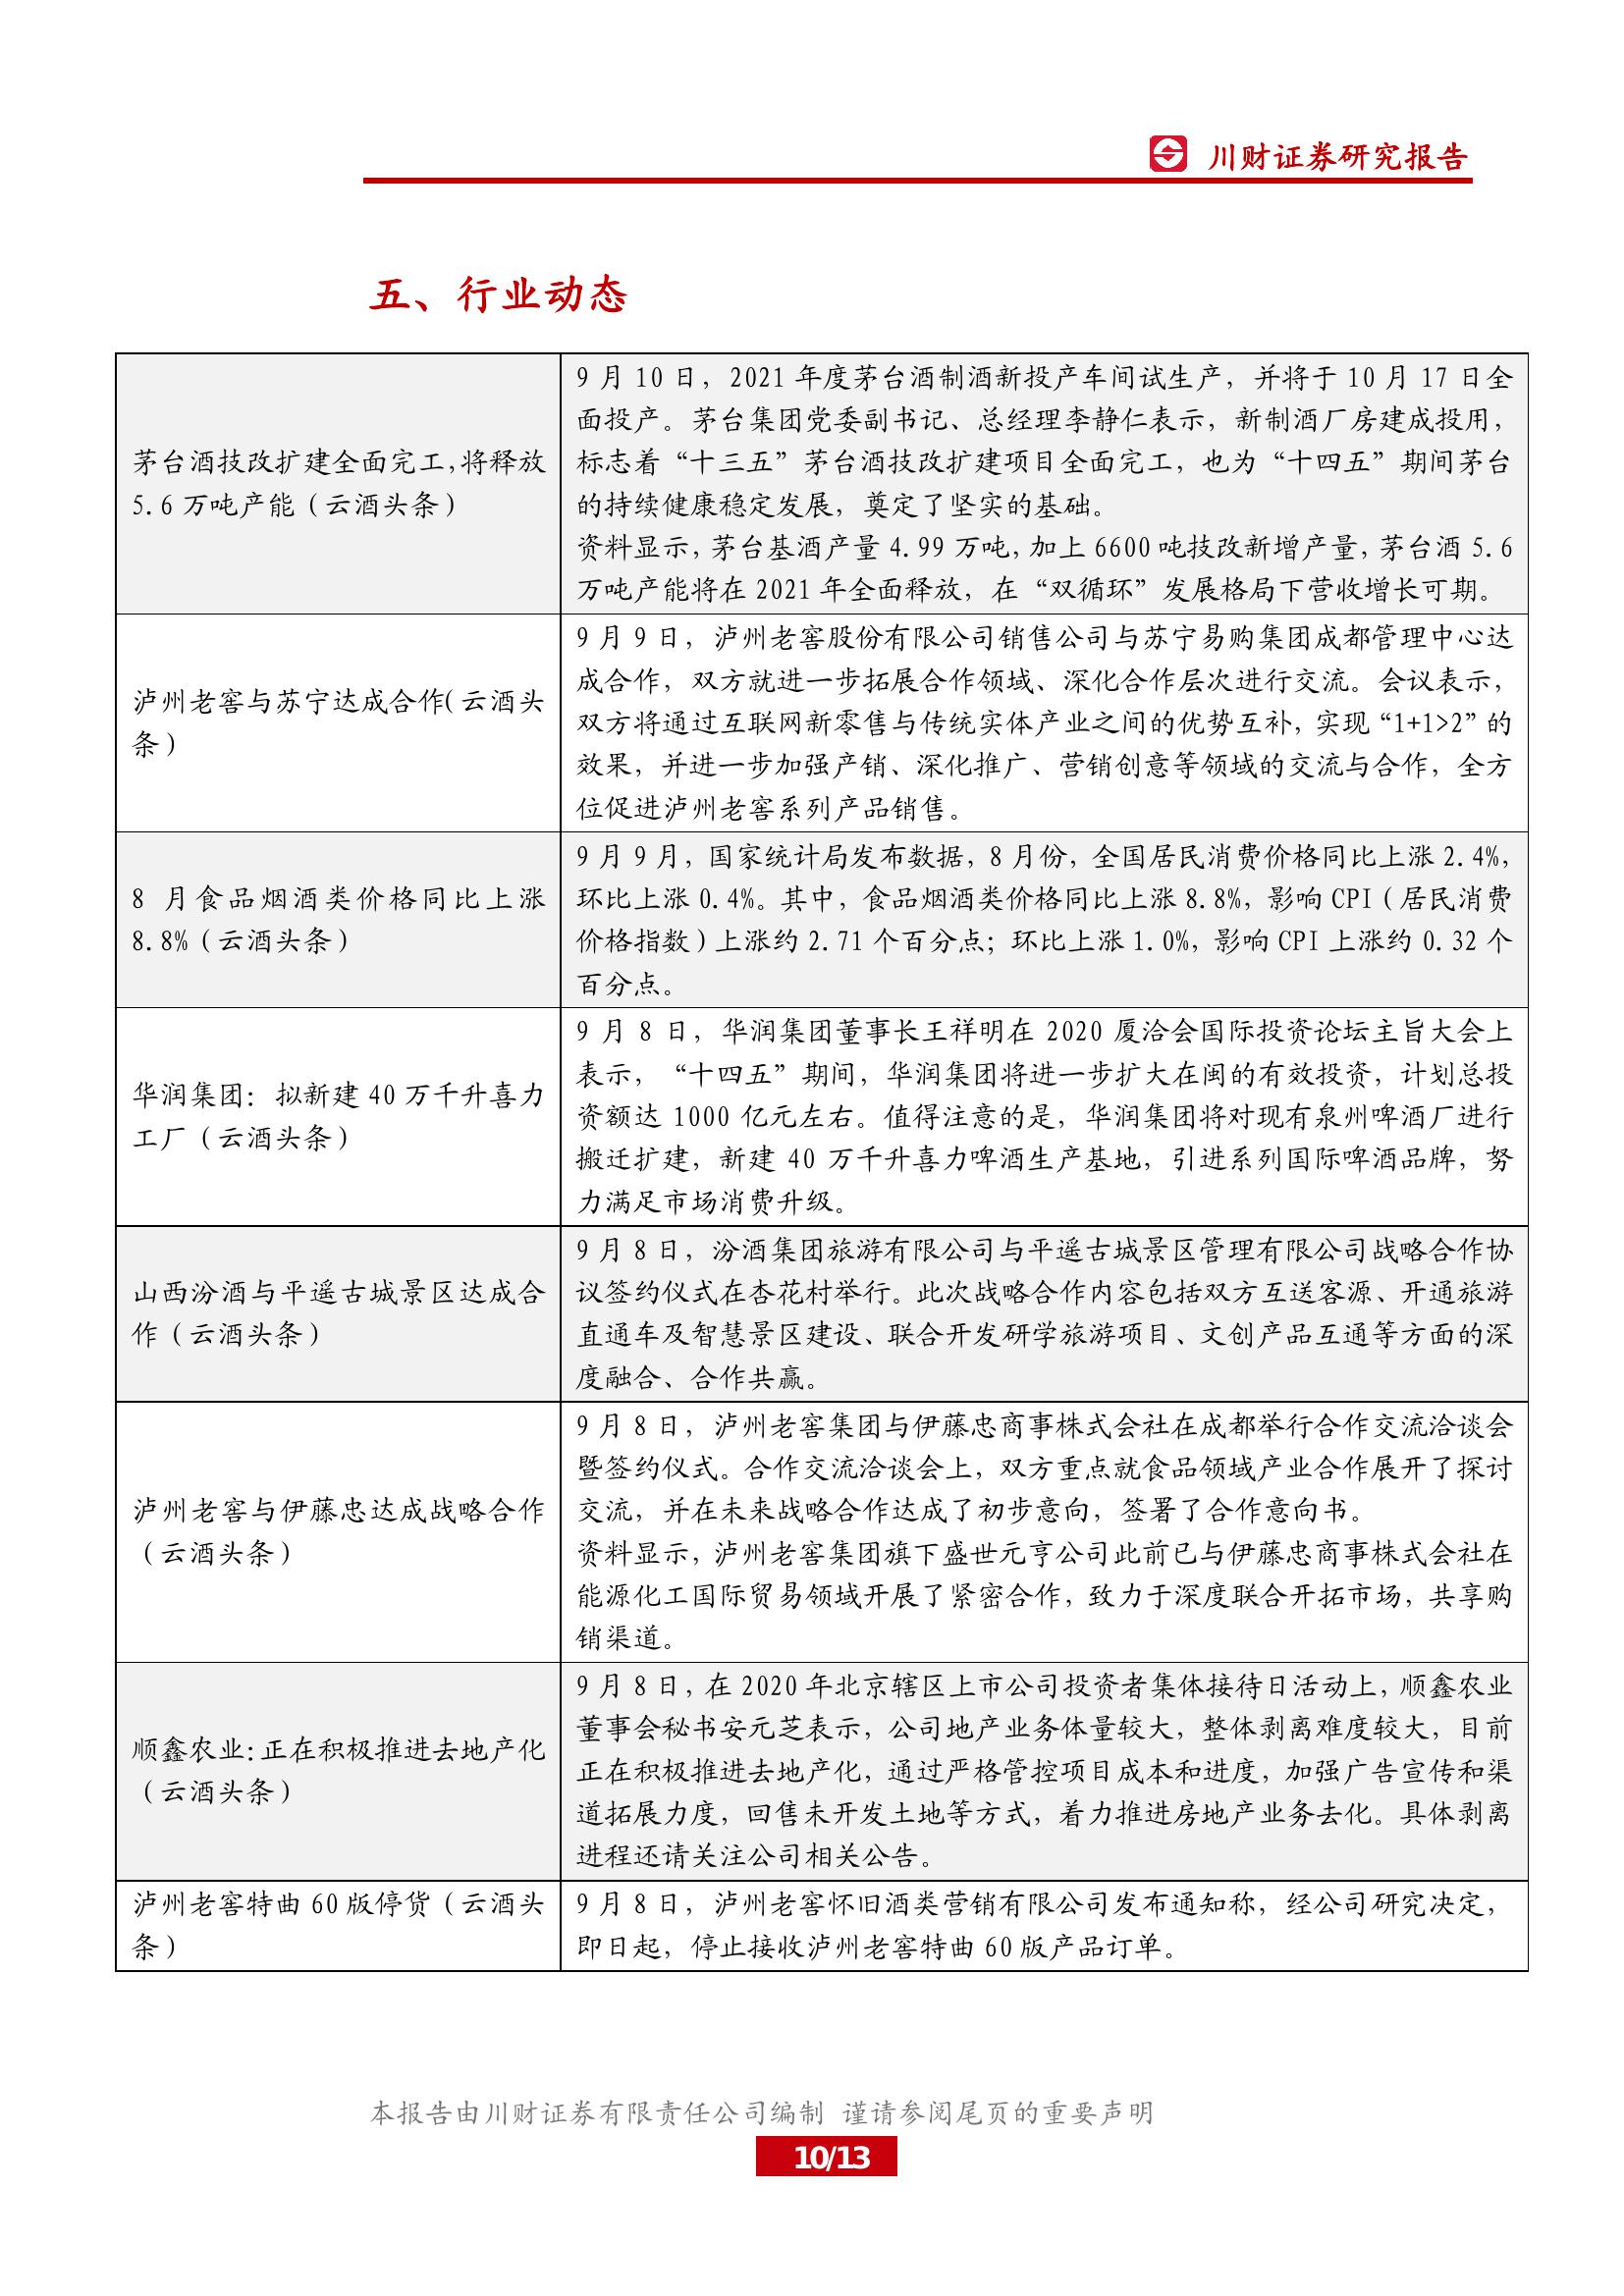 川财证券研究报告
五、行业动态
茅台酒技改扩建全面完工,将释放
5.6 万吨产能（云酒头条）
9 月 10 日，2021 年度茅台酒制酒新投产车间试生产，并将于 10 月 17 日全
面投产。茅台集团党委副书记、总经理李静仁表示，新制酒厂房建成投用，
标志着“十三五”茅台酒技改扩建项目全面完工，也为“十四五”期间茅台
的持续健康稳定发展，奠定了坚实的基础。
资料显示，茅台基酒产量 4.99 万吨，加上 6600 吨技改新增产量，茅台酒 5.6
万吨产能将在 2021 年全面释放，在“双循环”发展格局下营收增长可期。
泸州老窖与苏宁达成合作(云酒头
条）
9 月 9 日，泸州老窖股份有限公司销售公司与苏宁易购集团成都管理中心达
成合作，双方就进一步拓展合作领域、深化合作层次进行交流。会议表示，
双方将通过互联网新零售与传统实体产业之间的优势互补，实现“1+1>2”的
效果，并进一步加强产销、深化推广、营销创意等领域的交流与合作，全方
位促进泸州老窖系列产品销售。
8 月食品烟酒类价格同比上涨
8.8%（云酒头条）
9 月 9 月，国家统计局发布数据，8 月份，全国居民消费价格同比上涨 2.4%，
环比上涨 0.4%。其中，食品烟酒类价格同比上涨 8.8%，影响 CPI（居民消费
价格指数）上涨约 2.71 个百分点；环比上涨 1.0%，影响 CPI 上涨约 0.32 个
百分点。
华润集团：拟新建 40 万千升喜力
工厂（云酒头条）
9 月 8 日，华润集团董事长王祥明在 2020 厦洽会国际投资论坛主旨大会上
表示，“十四五”期间，华润集团将进一步扩大在闽的有效投资，计划总投
资额达 1000 亿元左右。值得注意的是，华润集团将对现有泉州啤酒厂进行
搬迁扩建，新建 40 万千升喜力啤酒生产基地，引进系列国际啤酒品牌，努
力满足市场消费升级。
山西汾酒与平遥古城景区达成合
作（云酒头条）
9 月 8 日，汾酒集团旅游有限公司与平遥古城景区管理有限公司战略合作协
议签约仪式在杏花村举行。此次战略合作内容包括双方互送客源、开通旅游
直通车及智慧景区建设、联合开发研学旅游项目、文创产品互通等方面的深
度融合、合作共赢。
泸州老窖与伊藤忠达成战略合作
（云酒头条）
9 月 8 日，泸州老窖集团与伊藤忠商事株式会社在成都举行合作交流洽谈会
暨签约仪式。合作交流洽谈会上，双方重点就食品领域产业合作展开了探讨
交流，并在未来战略合作达成了初步意向，签署了合作意向书。
资料显示，泸州老窖集团旗下盛世元亨公司此前已与伊藤忠商事株式会社在
能源化工国际贸易领域开展了紧密合作，致力于深度联合开拓市场，共享购
销渠道。
顺鑫农业:正在积极推进去地产化
（云酒头条）
9 月 8 日，在 2020 年北京辖区上市公司投资者集体接待日活动上，顺鑫农业
董事会秘书安元芝表示，公司地产业务体量较大，整体剥离难度较大，目前
正在积极推进去地产化，通过严格管控项目成本和进度，加强广告宣传和渠
道拓展力度，回售未开发土地等方式，着力推进房地产业务去化。具体剥离
进程还请关注公司相关公告。
泸州老窖特曲 60 版停货（云酒头
条）
9 月 8 日，泸州老窖怀旧酒类营销有限公司发布通知称，经公司研究决定，
即日起，停止接收泸州老窖特曲 60 版产品订单。
本报告由川财证券有限责任公司编制 谨请参阅尾页的重要声明
10/13